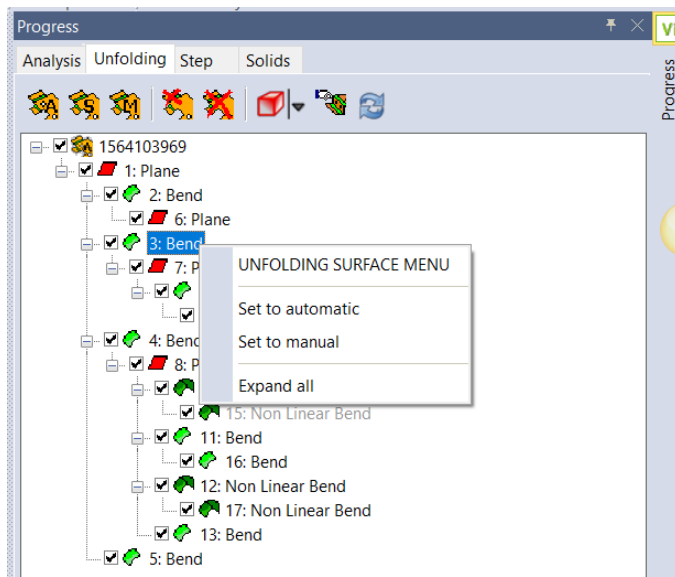 Progress
Analysis Unfolding Step Solids
A S M
1564103969
1: Plane
2: Bend
6: Plane
3: Bend
7: P
UNFOLDING SURFACE MENU
Set to automatic
4: Bend
Set to manual
8: P
Expand all
15: Non Linear Bend
11: Bend
16: Bend
12: Non Linear Bend
17: Non Linear Bend
13: Bend
5: Bend
Progress